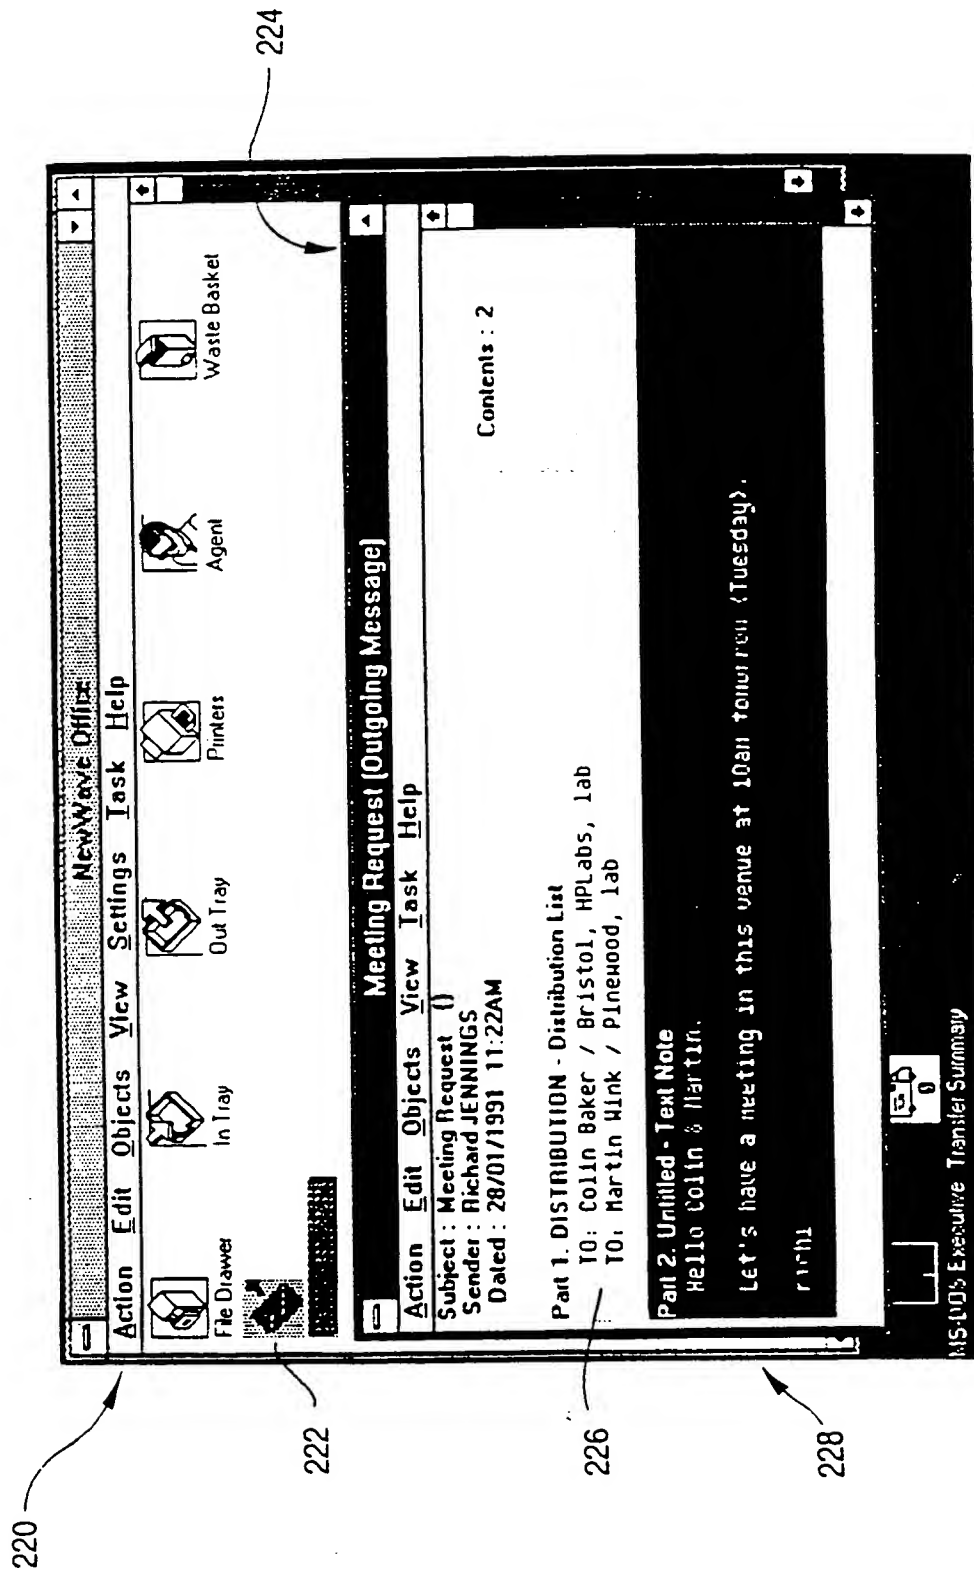 220
224
NewWave Office
Action Edit Objects View Settings Task Help
File Drawer
In Tray
Out Tray
Printers
Agent
Waste Basket
222
Meeting Request (Outgoing Message)
Action Edit Objects View Task Help
Subject : Meeting Request ()
Sender : Richard JENNINGS
Dated : 28/01/1991 11:22AM
Contents : 2
Part 1. DISTRIBUTION - Distribution List
TO: Colin Baker / Bristol, HPLabs, lab
TO: Martin Wink / Pinewood, lab
226
Part 2. Untitled - Text Note
Hello Colin & Martin.
Let's have a meeting in this venue at 10am tomorrow (Tuesday).
richi
228
0
MS-DOS Executive Transfer Summary